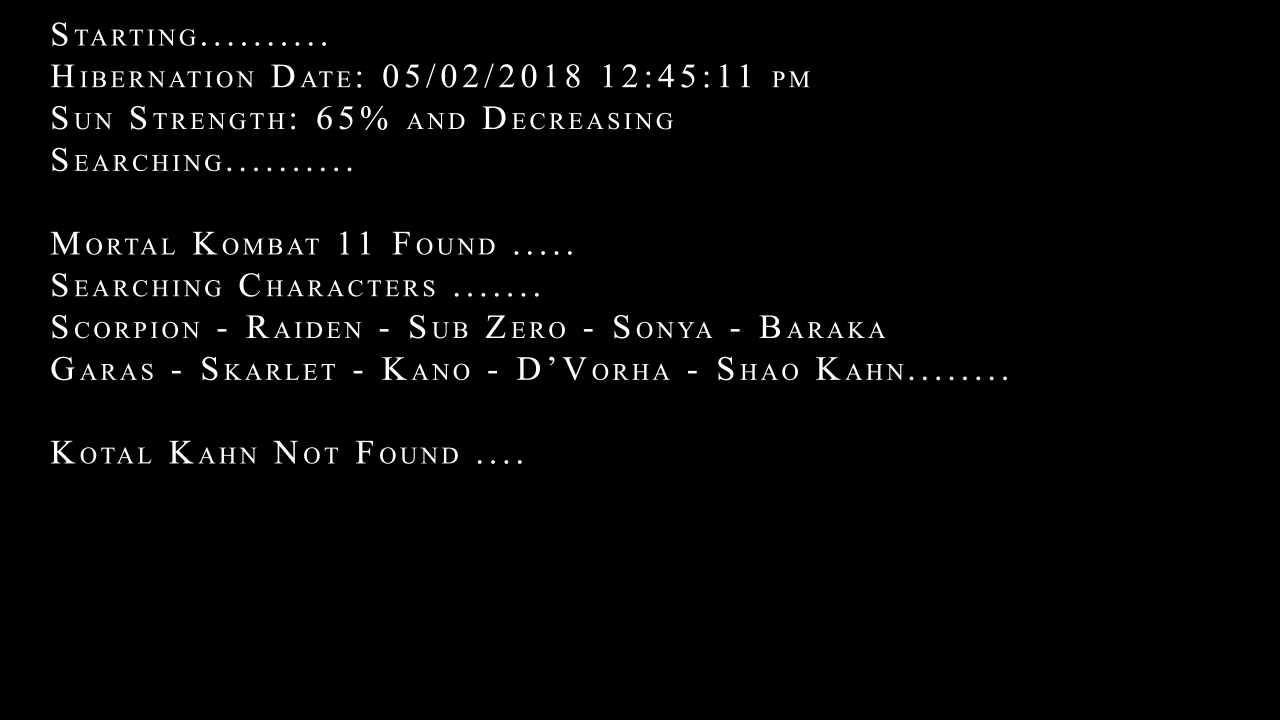 Starting..........
Hibernation Date: 05/02/2018 12:45:11 pm
Sun Strength: 65% and Decreasing
Searching..........
Mortal Kombat 11 Found .....
Searching Characters .......
Scorpion - Raiden - Sub Zero - Sonya - Baraka
Garas - Skarlet - Kano - D’Vorha - Shao Kahn........
Kotal Kahn Not Found ....